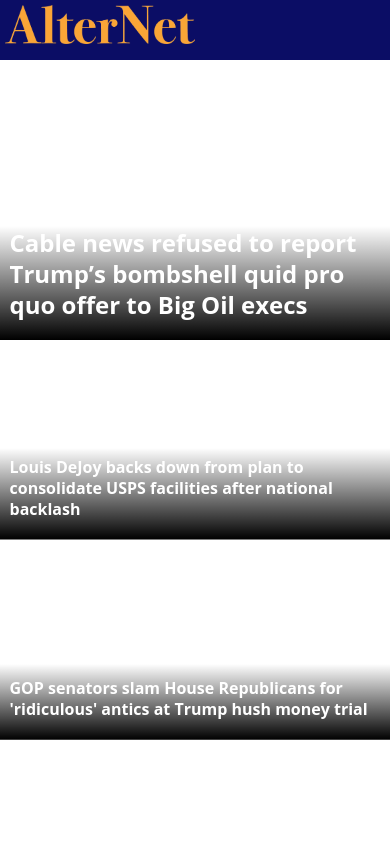 AlterNet
Cable news refused to report
Trump’s bombshell quid pro
quo offer to Big Oil execs
Louis DeJoy backs down from plan to
consolidate USPS facilities after national
backlash
GOP senators slam House Republicans for
'ridiculous' antics at Trump hush money trial